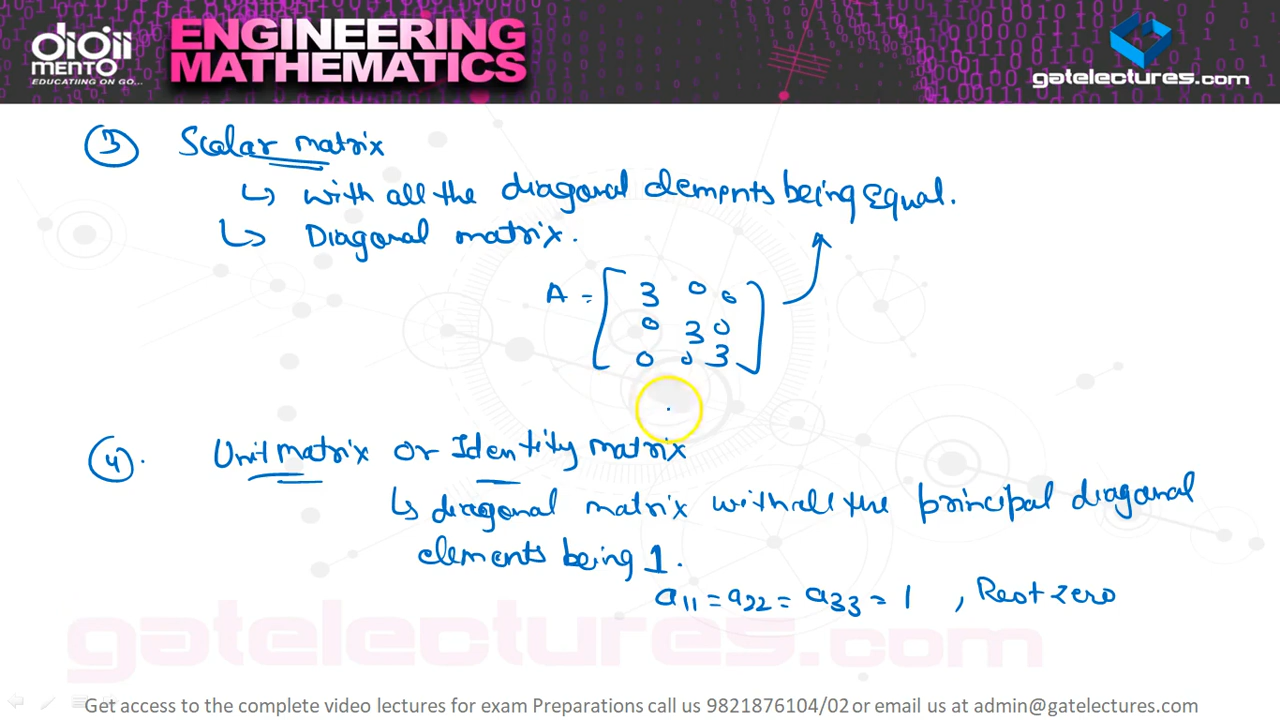 digii
MENTO
EDUCATIING ON GO...
ENGINEERING
MATHEMATICS
gatelectures.com
③ Scalar matrix
↳ with all the diagonal elements being Equal.
↳ Diagonal matrix.
A = [ 3 0 0
0 3 0
0 0 3 ]
④. Unit matrix or Identity matrix
↳ diagonal matrix with all the principal diagonal
elements being 1.
a11 = a22 = a33 = 1 , Rest zero
gatelectures.com
Get access to the complete video lectures for exam Preparations call us 9821876104/02 or email us at admin@gatelectures.com